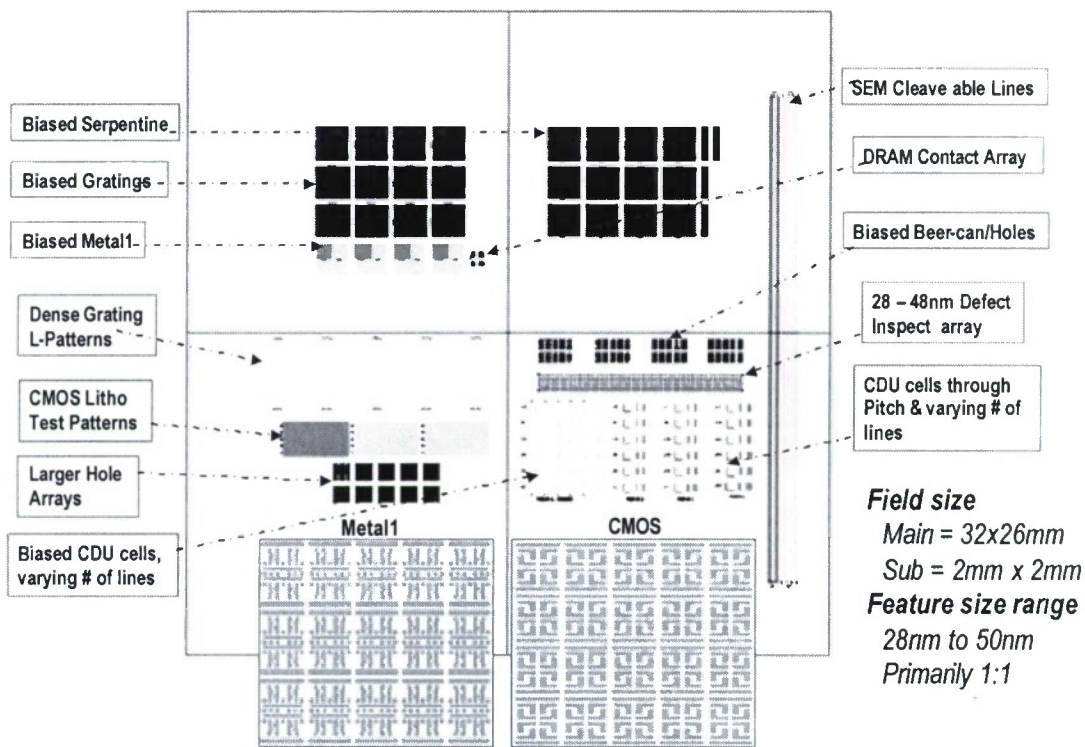 Biased Serpentine
Biased Gratings
Biased Metal1
Dense Grating
L-Patterns
CMOS Litho
Test Patterns
Larger Hole
Arrays
Biased CDU cells,
varying # of lines
Metal1
CMOS
SEM Cleave able Lines
DRAM Contact Array
Biased Beer-can/Holes
28 – 48nm Defect
Inspect array
CDU cells through
Pitch & varying # of
lines
Field size
Main = 32x26mm
Sub = 2mm x 2mm
Feature size range
28nm to 50nm
Primarily 1:1